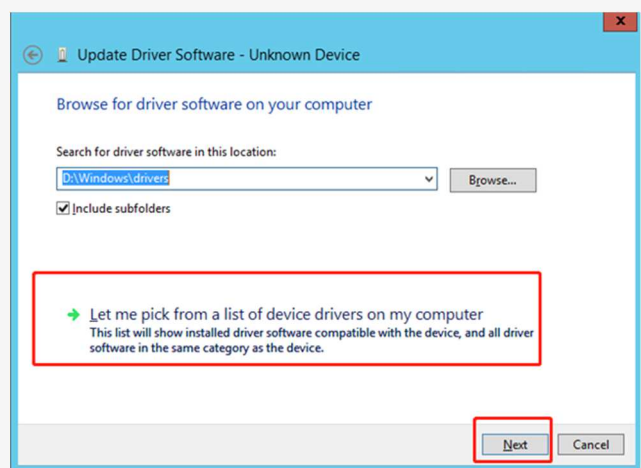 x
Update Driver Software - Unknown Device
Browse for driver software on your computer
Search for driver software in this location:
D:\Windows\drivers
Browse...
Include subfolders
Let me pick from a list of device drivers on my computer
This list will show installed driver software compatible with the device, and all driver
software in the same category as the device.
Next
Cancel